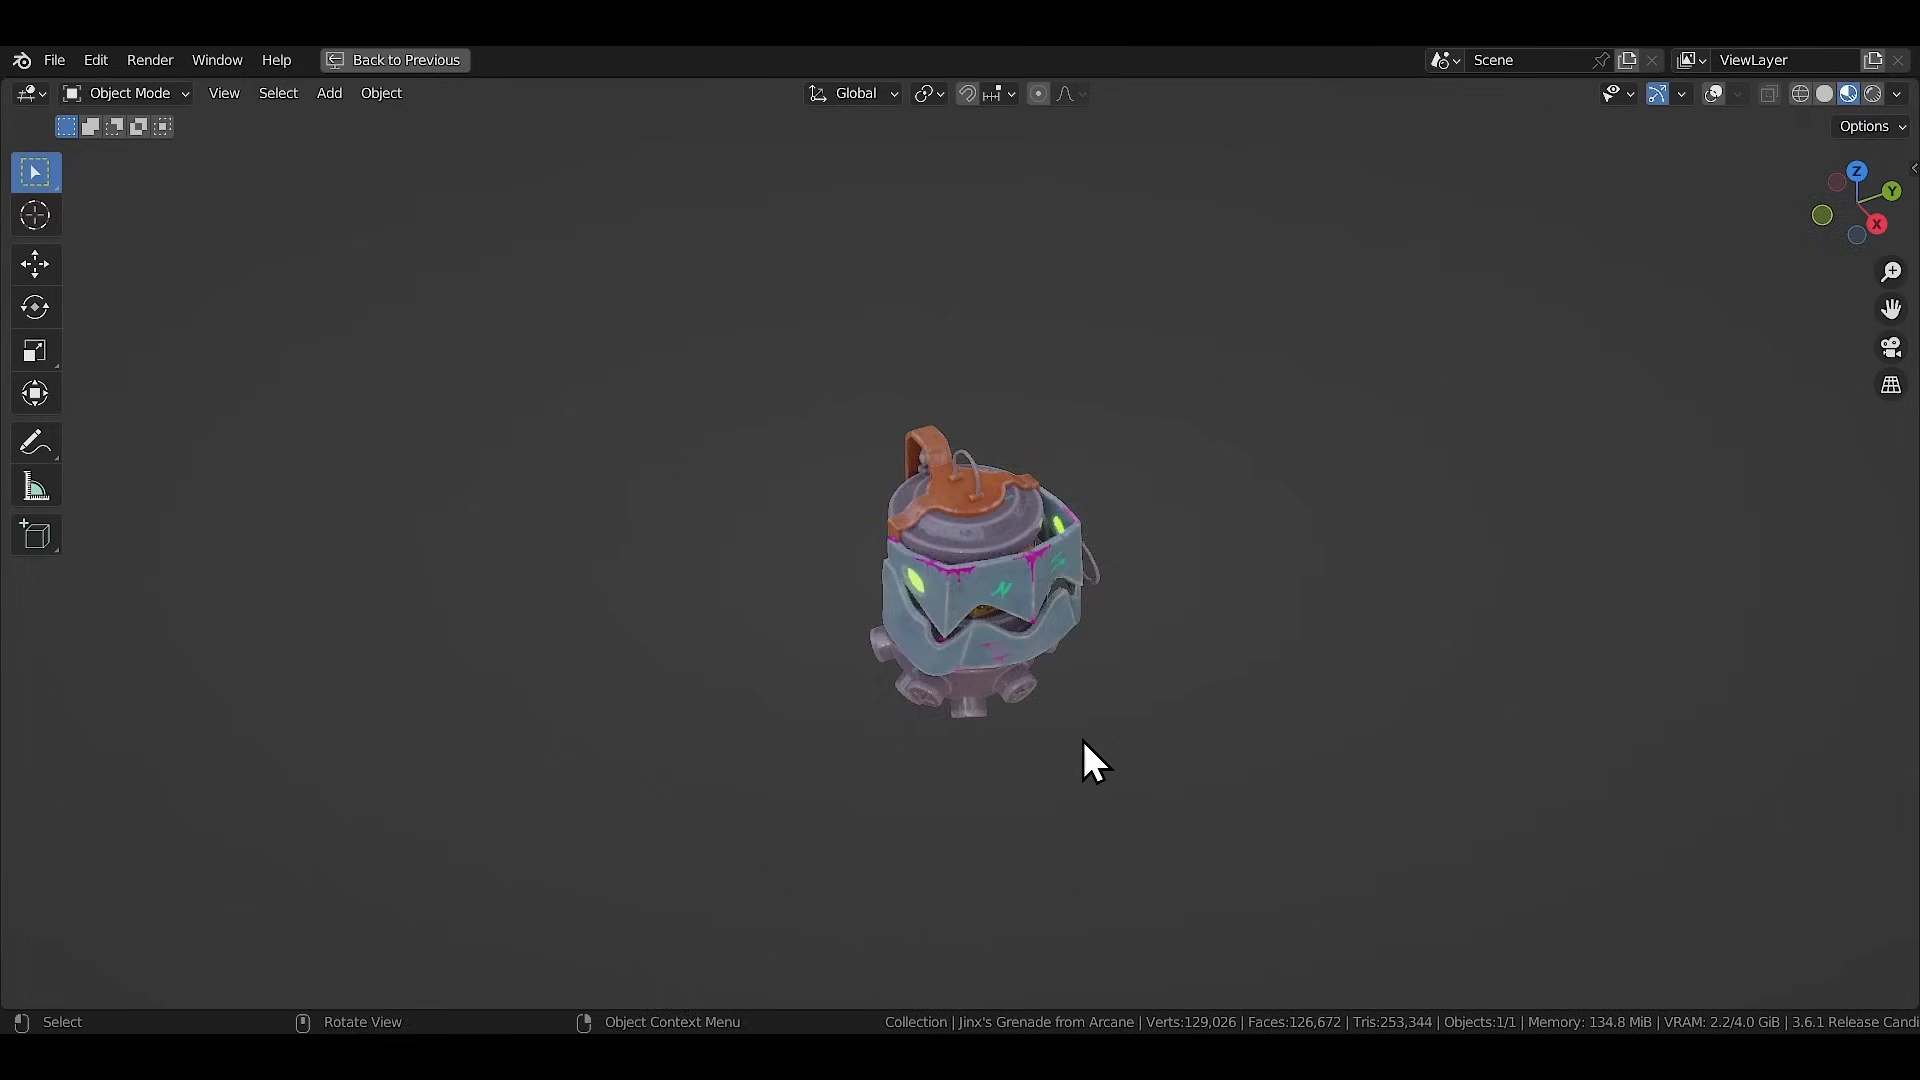 File Edit Render Window Help Back to Previous Scene ViewLayer
Object Mode View Select Add Object Global
Options
Z
Y
X
Select Rotate View Object Context Menu Collection | Jinx's Grenade from Arcane | Verts:129,026 | Faces:126,672 | Tris:253,344 | Objects:1/1 | Memory: 134.8 MiB | VRAM: 2.2/4.0 GiB | 3.6.1 Release Candi